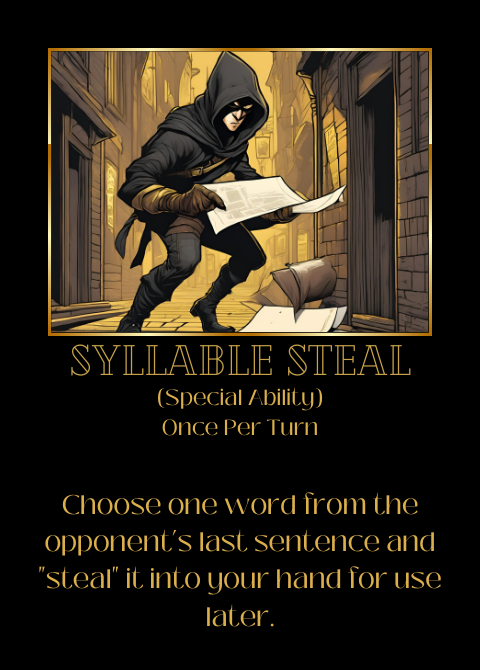 SYLLABLE STEAL
(Special Ability)
Once Per Turn
Choose one word from the
opponent's last sentence and
"steal" it into your hand for use
later.